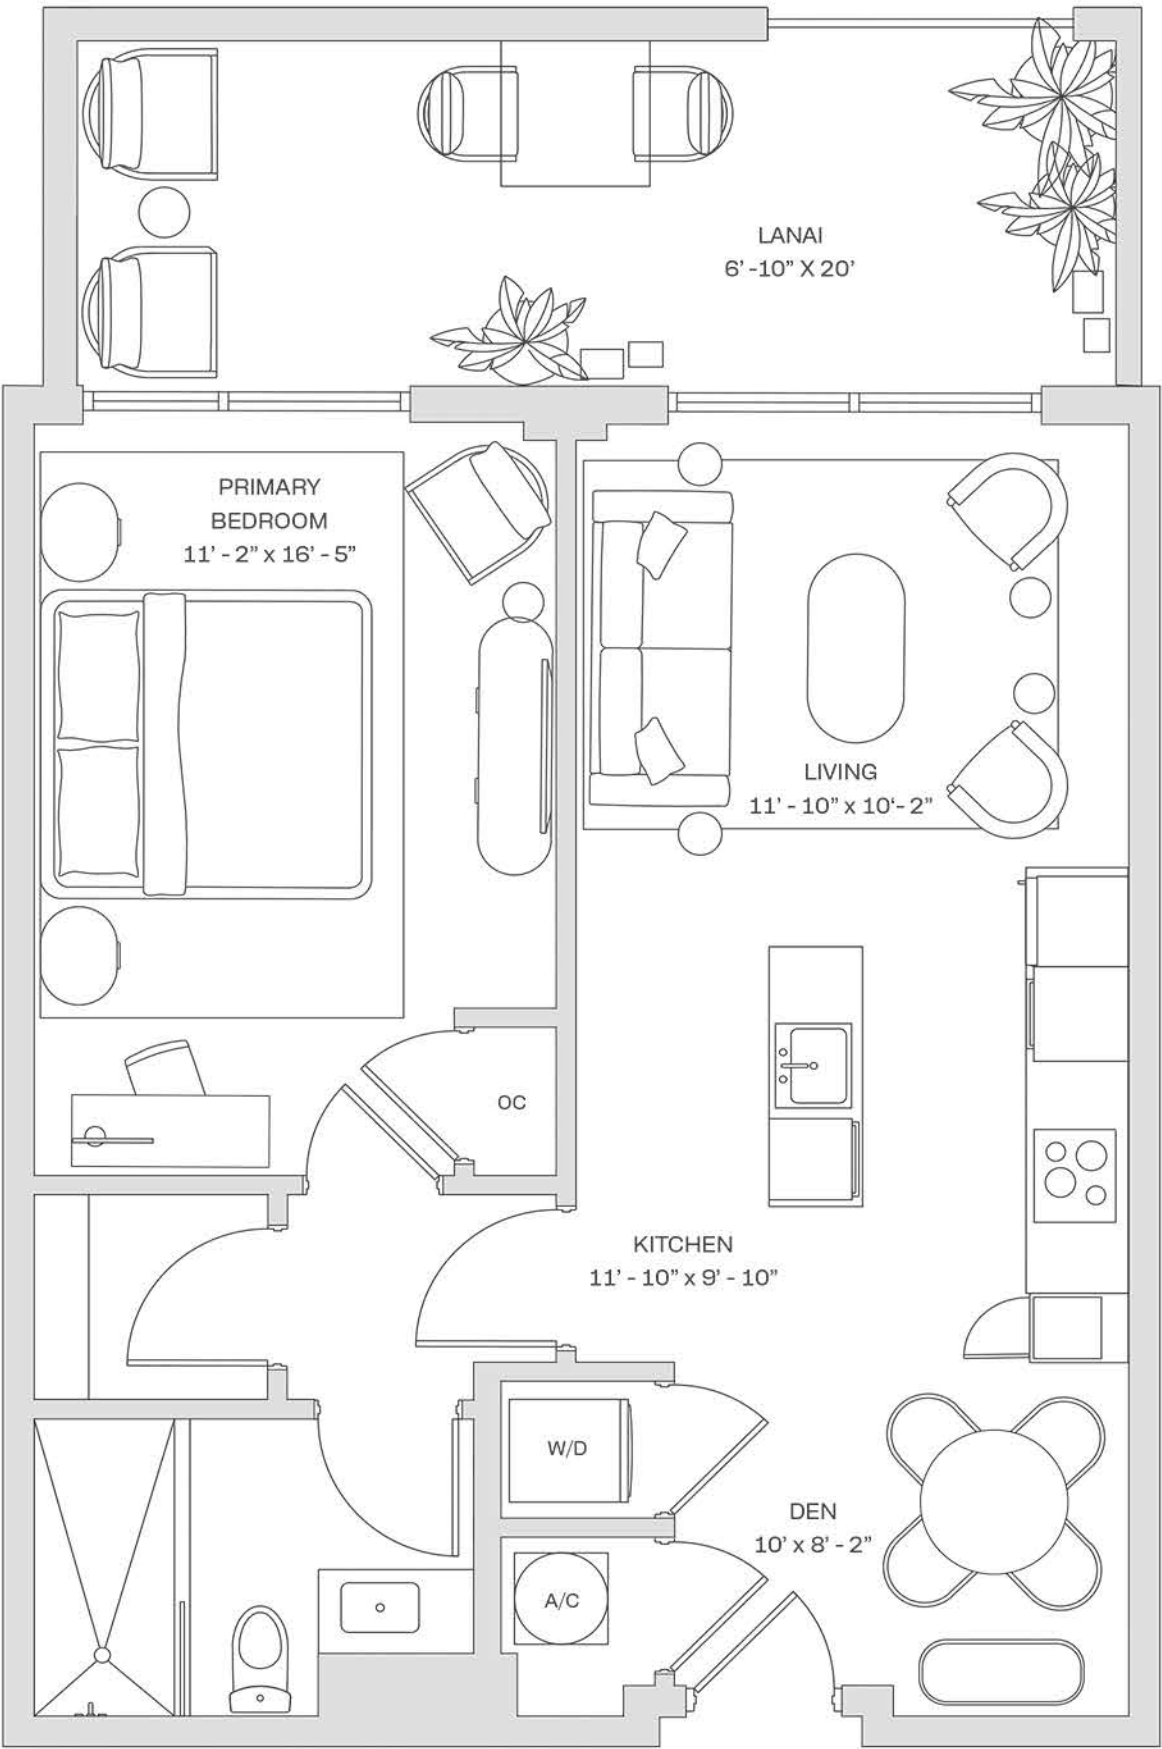 LANAI
6’ -10” X 20’
PRIMARY
BEDROOM
11’ - 2” x 16’ - 5”
LIVING
11’ - 10” x 10‘- 2”
OC
KITCHEN
11’ - 10” x 9’ - 10”
W/D
DEN
10’ x 8’ - 2”
A/C